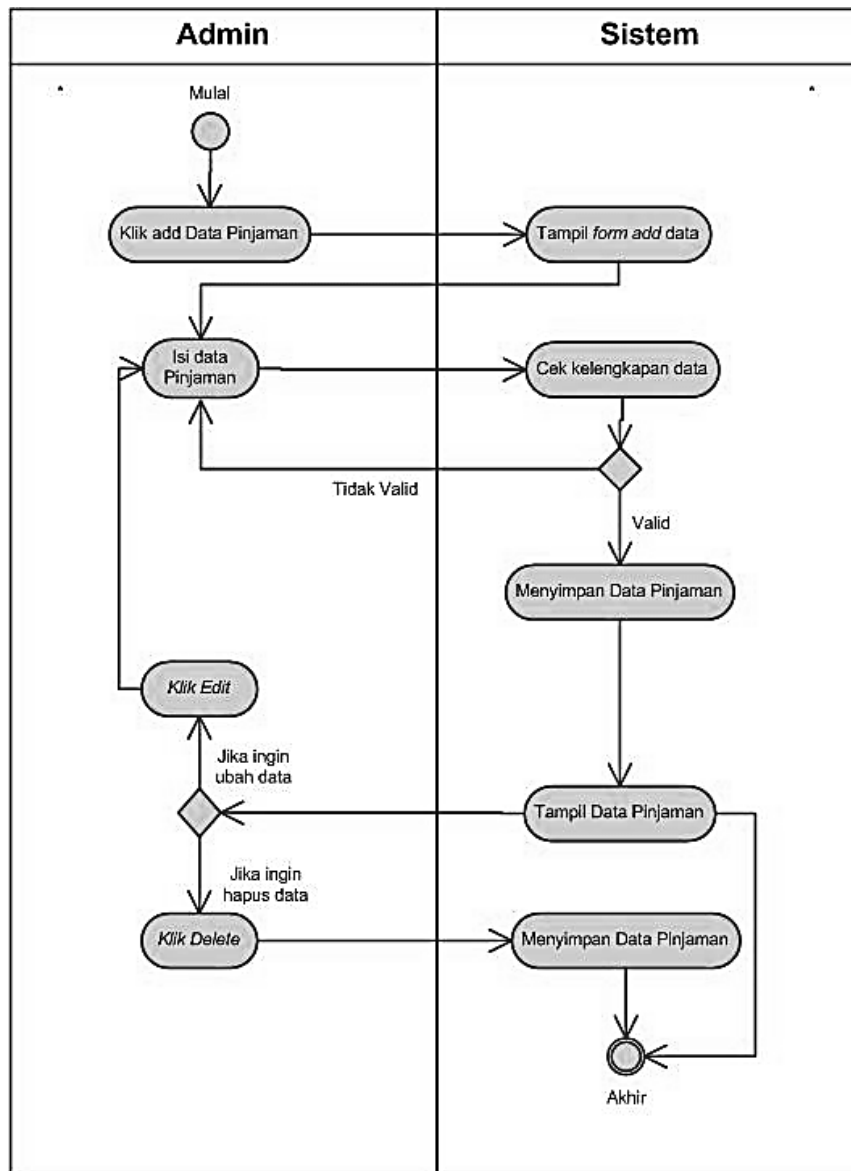 Admin
Sistem
Mulai
Klik add Data Pinjaman
Tampil form add data
Isi data
Pinjaman
Cek kelengkapan data
Tidak Valid
Valid
Menyimpan Data Pinjaman
Klik Edit
Jika ingin
ubah data
Tampil Data Pinjaman
Jika ingin
hapus data
Klik Delete
Menyimpan Data Pinjaman
Akhir